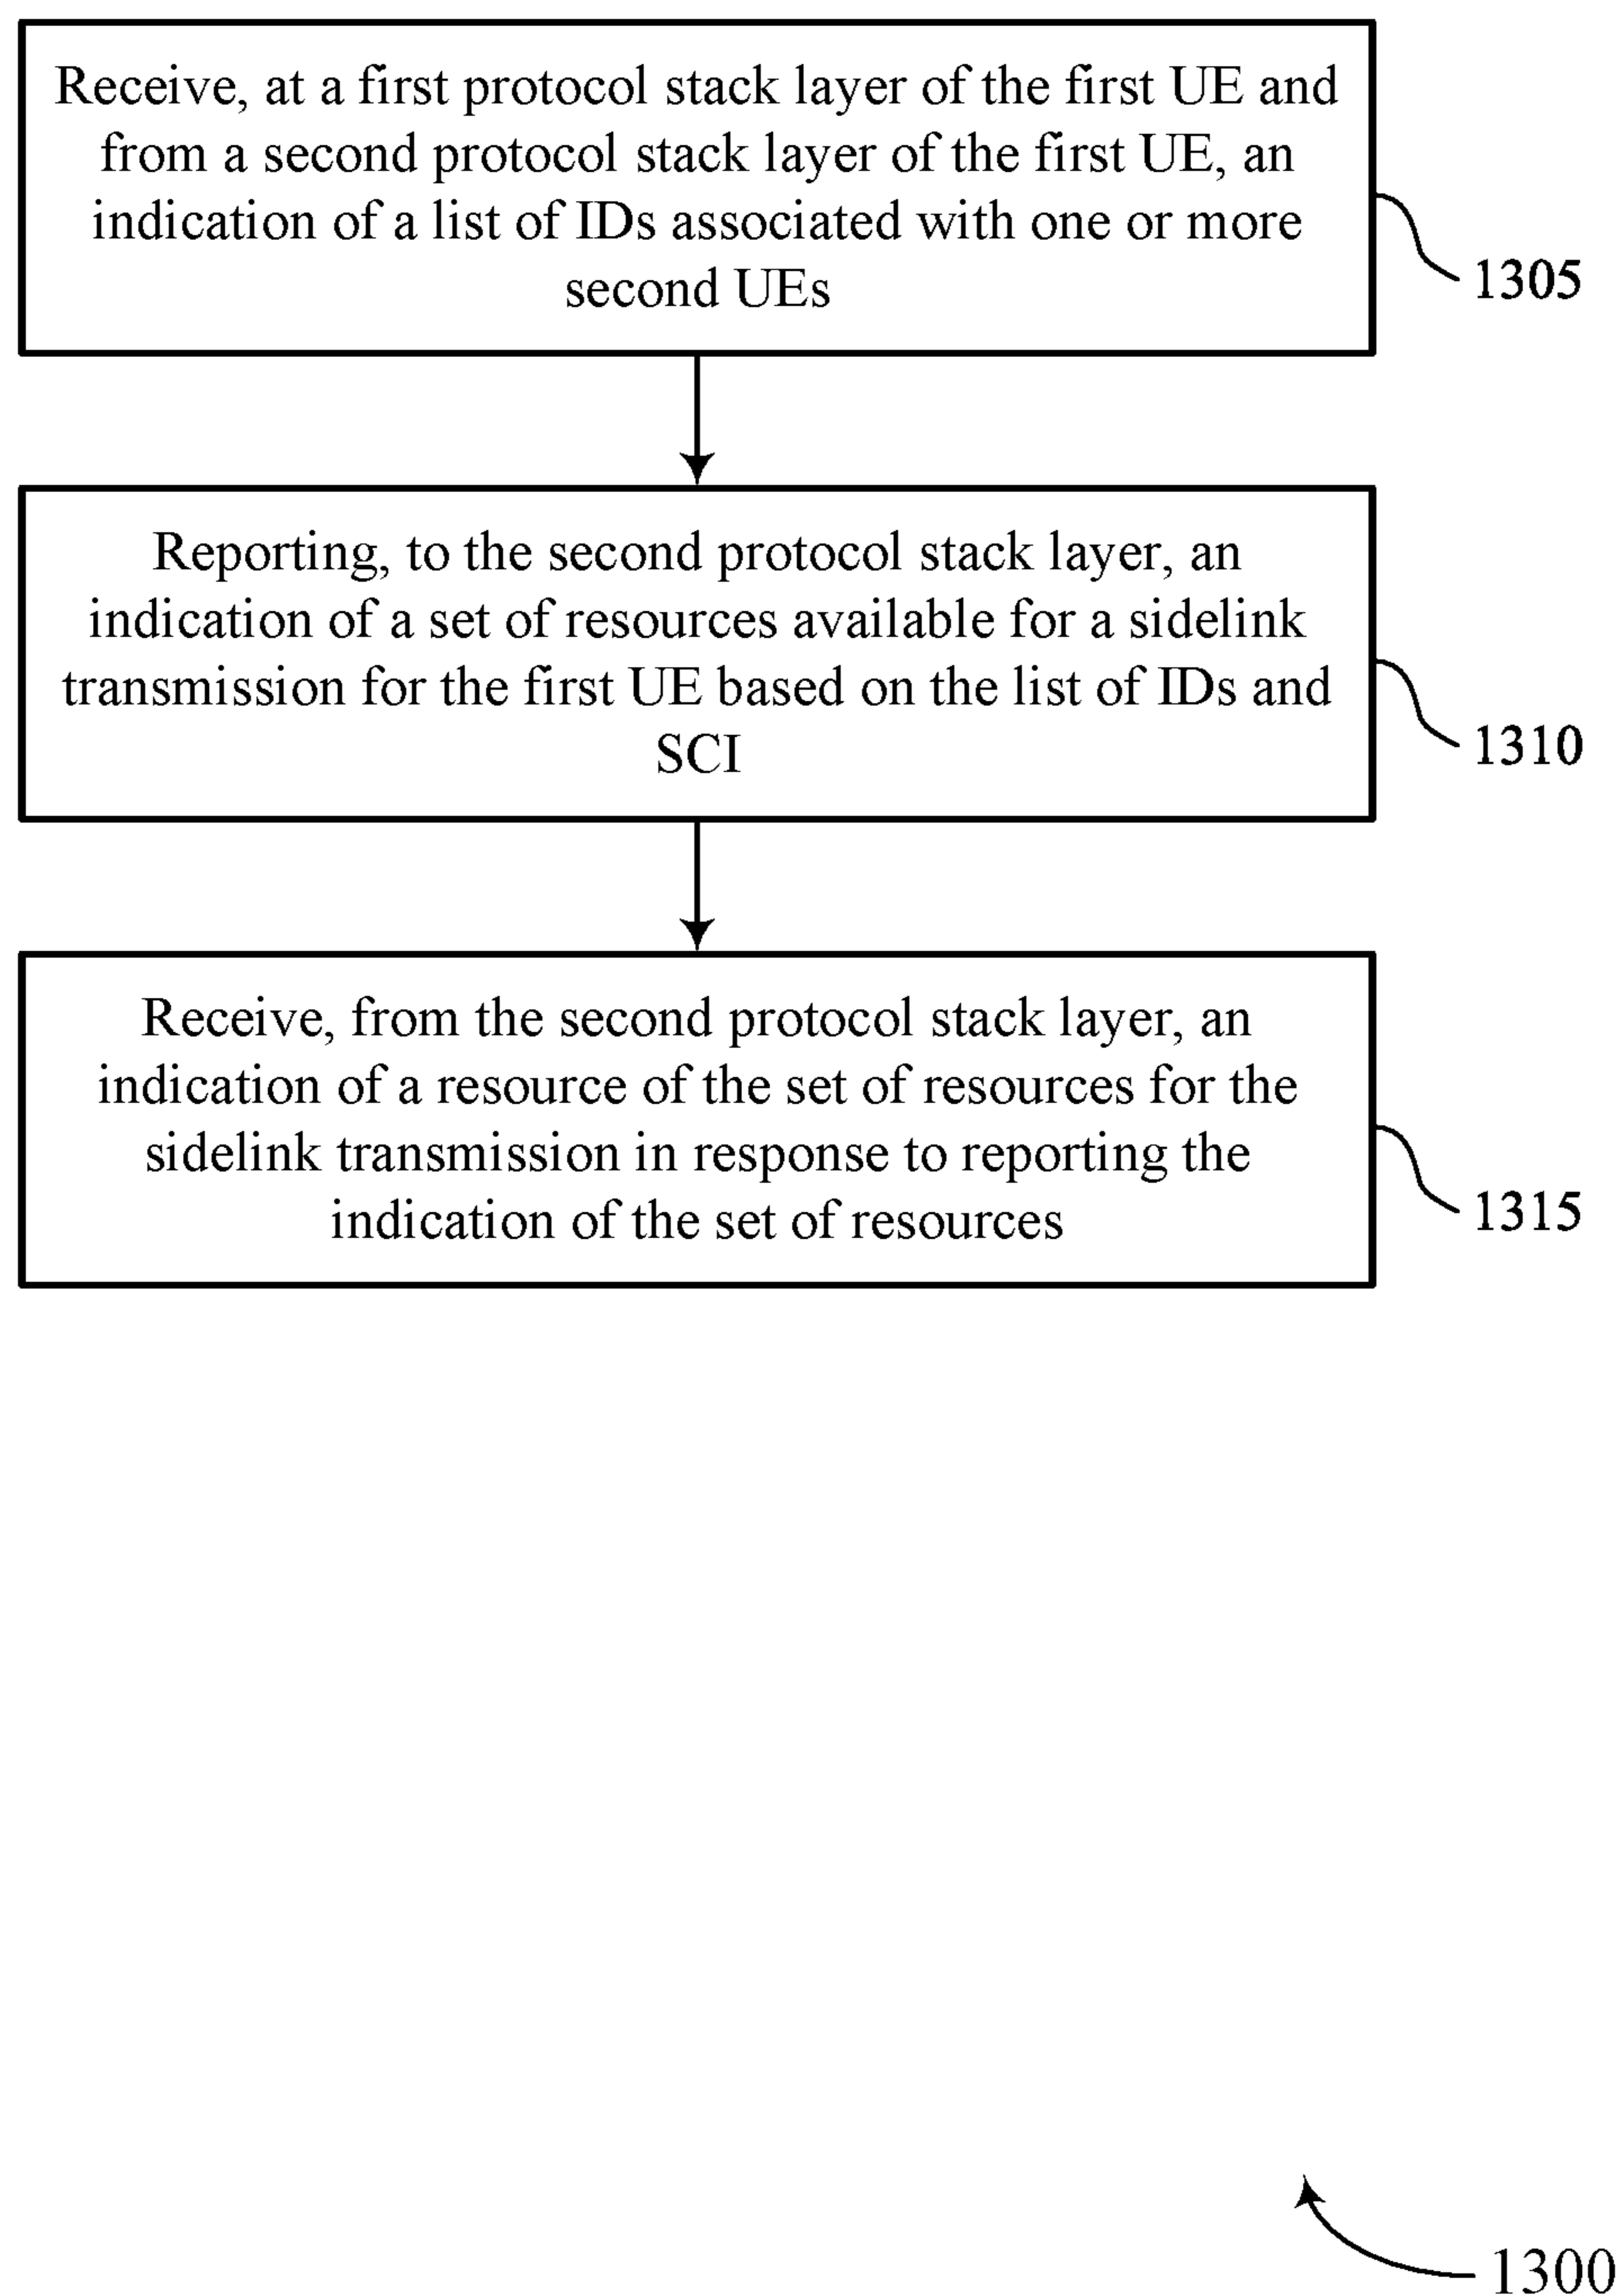 Receive, at a first protocol stack layer of the first UE and
from a second protocol stack layer of the first UE, an
indication of a list of IDs associated with one or more
second UEs
1305
Reporting, to the second protocol stack layer, an
indication of a set of resources available for a sidelink
transmission for the first UE based on the list of IDs and
SCI
1310
Receive, from the second protocol stack layer, an
indication of a resource of the set of resources for the
sidelink transmission in response to reporting the
indication of the set of resources
1315
1300